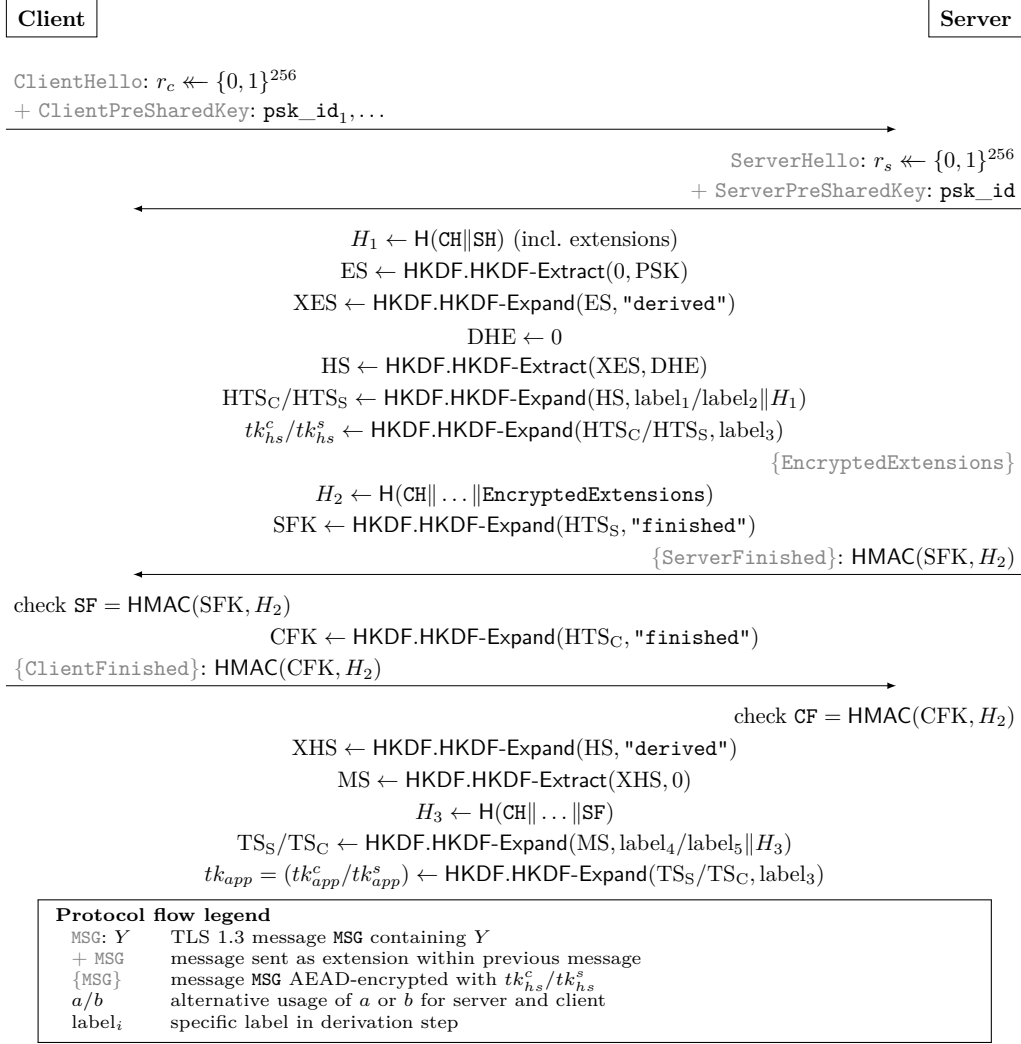 Client
Server
ClientHello: r_c ↞ {0, 1}^256
+ ClientPreSharedKey: psk_id_1,…
ServerHello: r_s ↞ {0, 1}^256
+ ServerPreSharedKey: psk_id
H_1 ← H(CH‖SH) (incl. extensions)
ES ← HKDF.HKDF-Extract(0, PSK)
XES ← HKDF.HKDF-Expand(ES, "derived")
DHE ← 0
HS ← HKDF.HKDF-Extract(XES, DHE)
HTS_C/HTS_S ← HKDF.HKDF-Expand(HS, label_1/label_2‖H_1)
tk^c_hs/tk^s_hs ← HKDF.HKDF-Expand(HTS_C/HTS_S, label_3)
{EncryptedExtensions}
H_2 ← H(CH‖…‖EncryptedExtensions)
SFK ← HKDF.HKDF-Expand(HTS_S, "finished")
{ServerFinished}: HMAC(SFK, H_2)
check SF = HMAC(SFK, H_2)
CFK ← HKDF.HKDF-Expand(HTS_C, "finished")
{ClientFinished}: HMAC(CFK, H_2)
check CF = HMAC(CFK, H_2)
XHS ← HKDF.HKDF-Expand(HS, "derived")
MS ← HKDF.HKDF-Extract(XHS, 0)
H_3 ← H(CH‖…‖SF)
TS_S/TS_C ← HKDF.HKDF-Expand(MS, label_4/label_5‖H_3)
tk_app = (tk^c_app/tk^s_app) ← HKDF.HKDF-Expand(TS_S/TS_C, label_3)
Protocol flow legend
MSG: Y TLS 1.3 message MSG containing Y
+ MSG message sent as extension within previous message
{MSG} message MSG AEAD-encrypted with tk^c_hs/tk^s_hs
a/b alternative usage of a or b for server and client
label_i specific label in derivation step